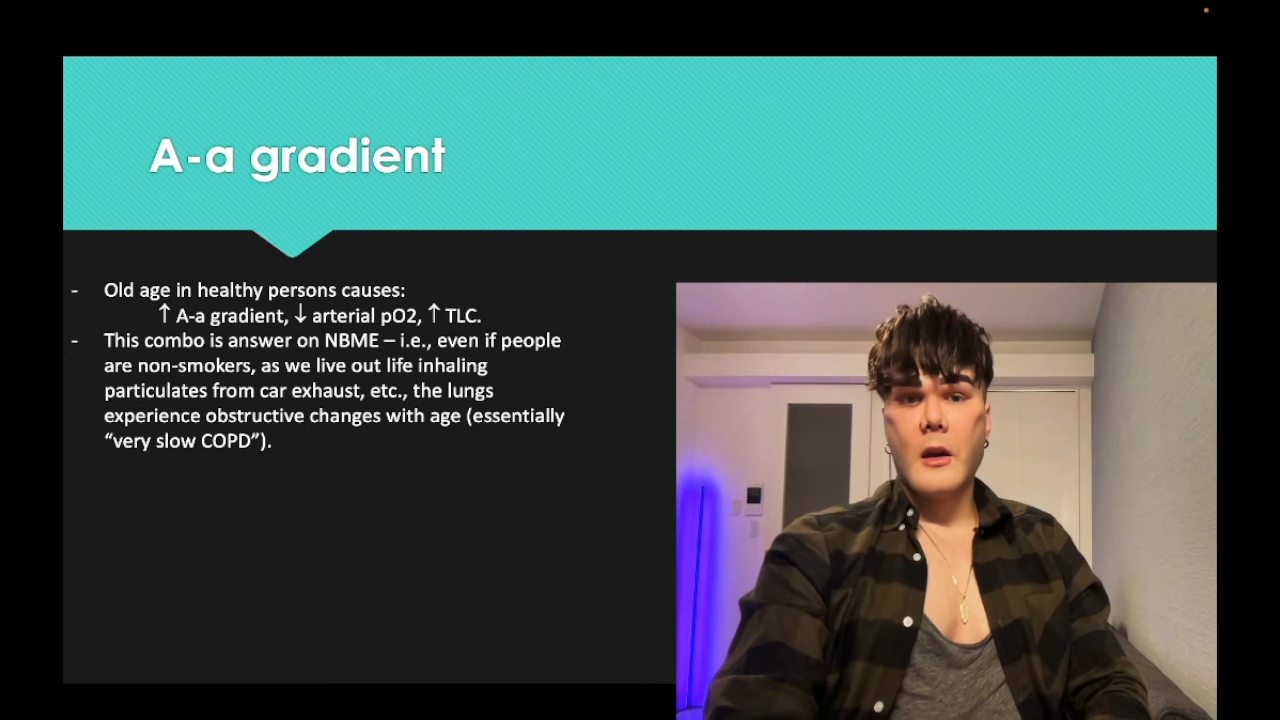 A-a gradient
- Old age in healthy persons causes:
↑ A-a gradient, ↓ arterial pO2, ↑ TLC.
- This combo is answer on NBME – i.e., even if people
are non-smokers, as we live out life inhaling
particulates from car exhaust, etc., the lungs
experience obstructive changes with age (essentially
“very slow COPD”).